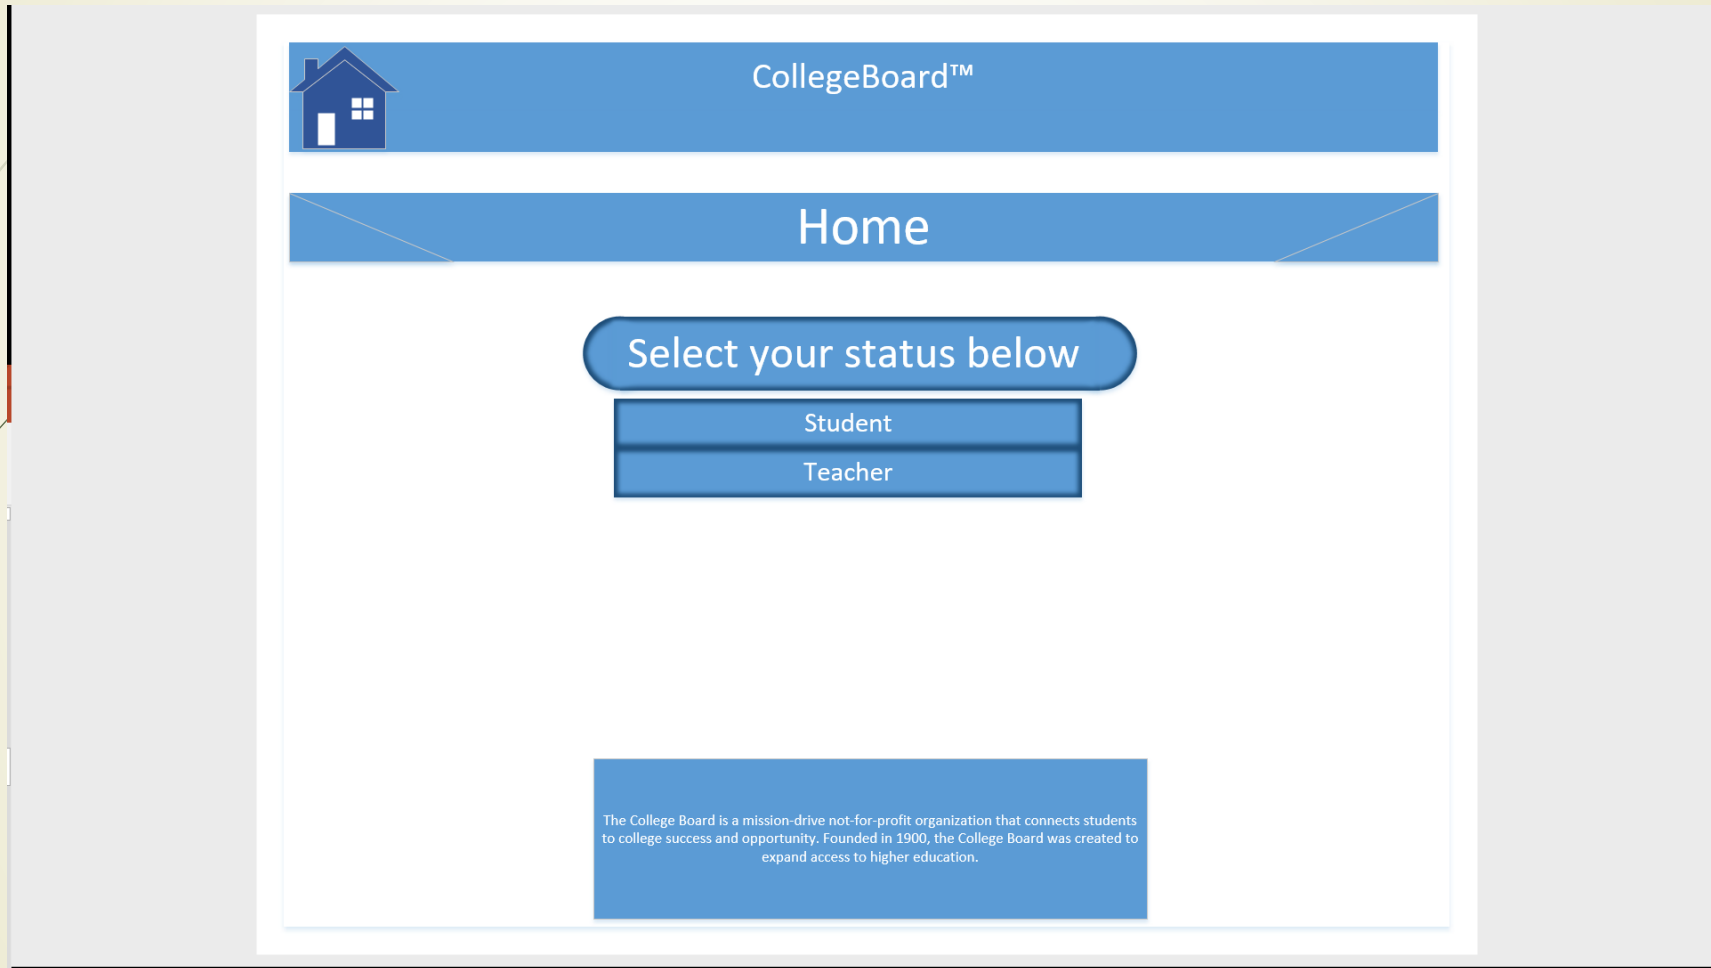 CollegeBoard™
Home
Select your status below
Student
Teacher
The College Board is a mission-drive not-for-profit organization that connects students
to college success and opportunity. Founded in 1900, the College Board was created to
expand access to higher education.